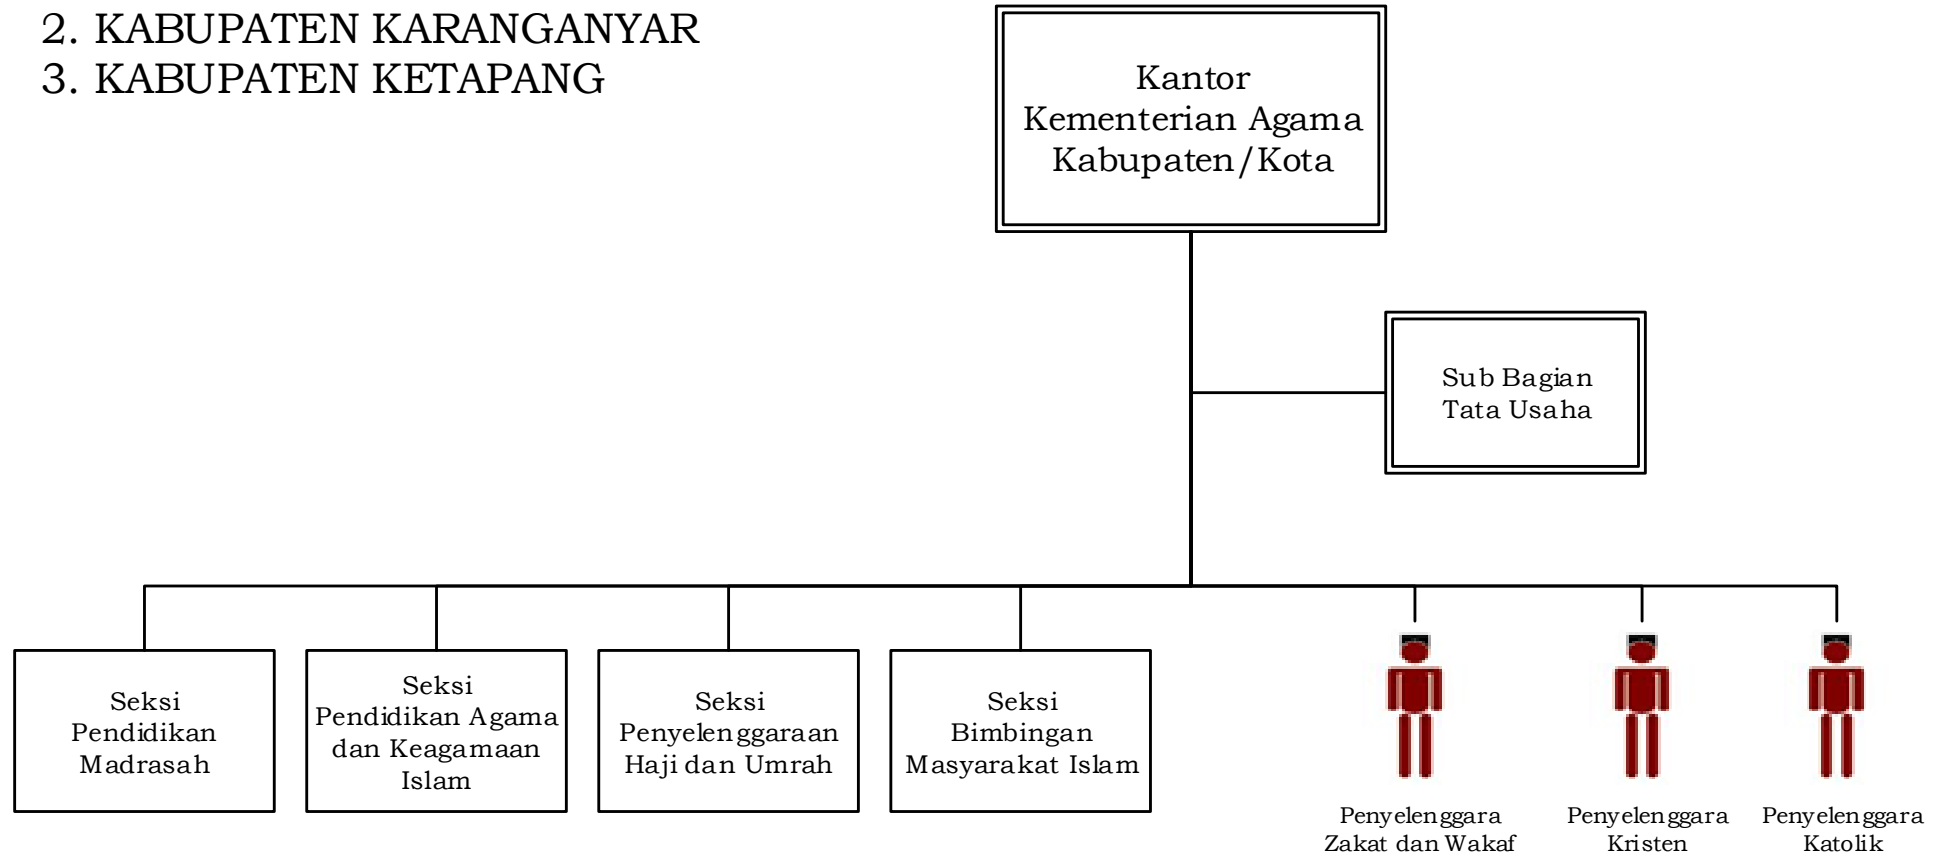 2. KABUPATEN KARANGANYAR
3. KABUPATEN KETAPANG
Kantor
Kementerian Agama
Kabupaten/Kota
Sub Bagian
Tata Usaha
Seksi
Pendidikan
Madrasah
Seksi
Pendidikan Agama
dan Keagamaan
Islam
Seksi
Penyelenggaraan
Haji dan Umrah
Seksi
Bimbingan
Masyarakat Islam
Penyelenggara
Zakat dan Wakaf
Penyelenggara
Kristen
Penyelenggara
Katolik